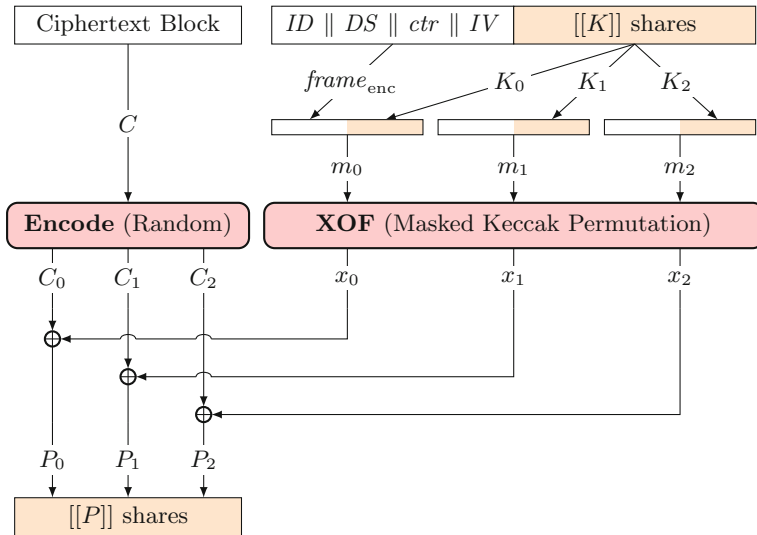 Ciphertext Block
ID ∥ DS ∥ ctr ∥ IV
[[K]] shares
frame_enc
K_0
K_1
K_2
C
m_0
m_1
m_2
Encode (Random)
XOF (Masked Keccak Permutation)
C_0
C_1
C_2
x_0
x_1
x_2
P_0
P_1
P_2
[[P]] shares